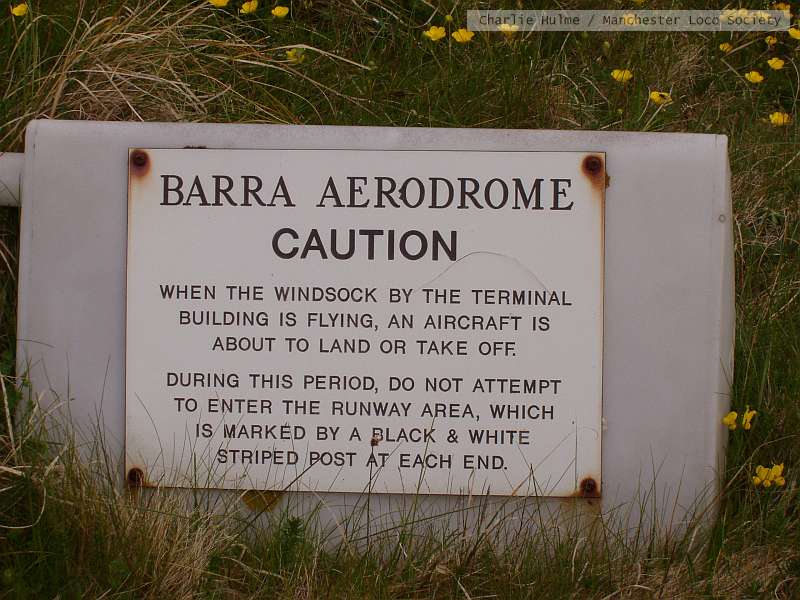 Charlie Hulme / Manchester Loco Society
BARRA AERODROME
CAUTION
WHEN THE WINDSOCK BY THE TERMINAL
BUILDING IS FLYING, AN AIRCRAFT IS
ABOUT TO LAND OR TAKE OFF.
DURING THIS PERIOD, DO NOT ATTEMPT
TO ENTER THE RUNWAY AREA, WHICH
IS MARKED BY A BLACK & WHITE
STRIPED POST AT EACH END.